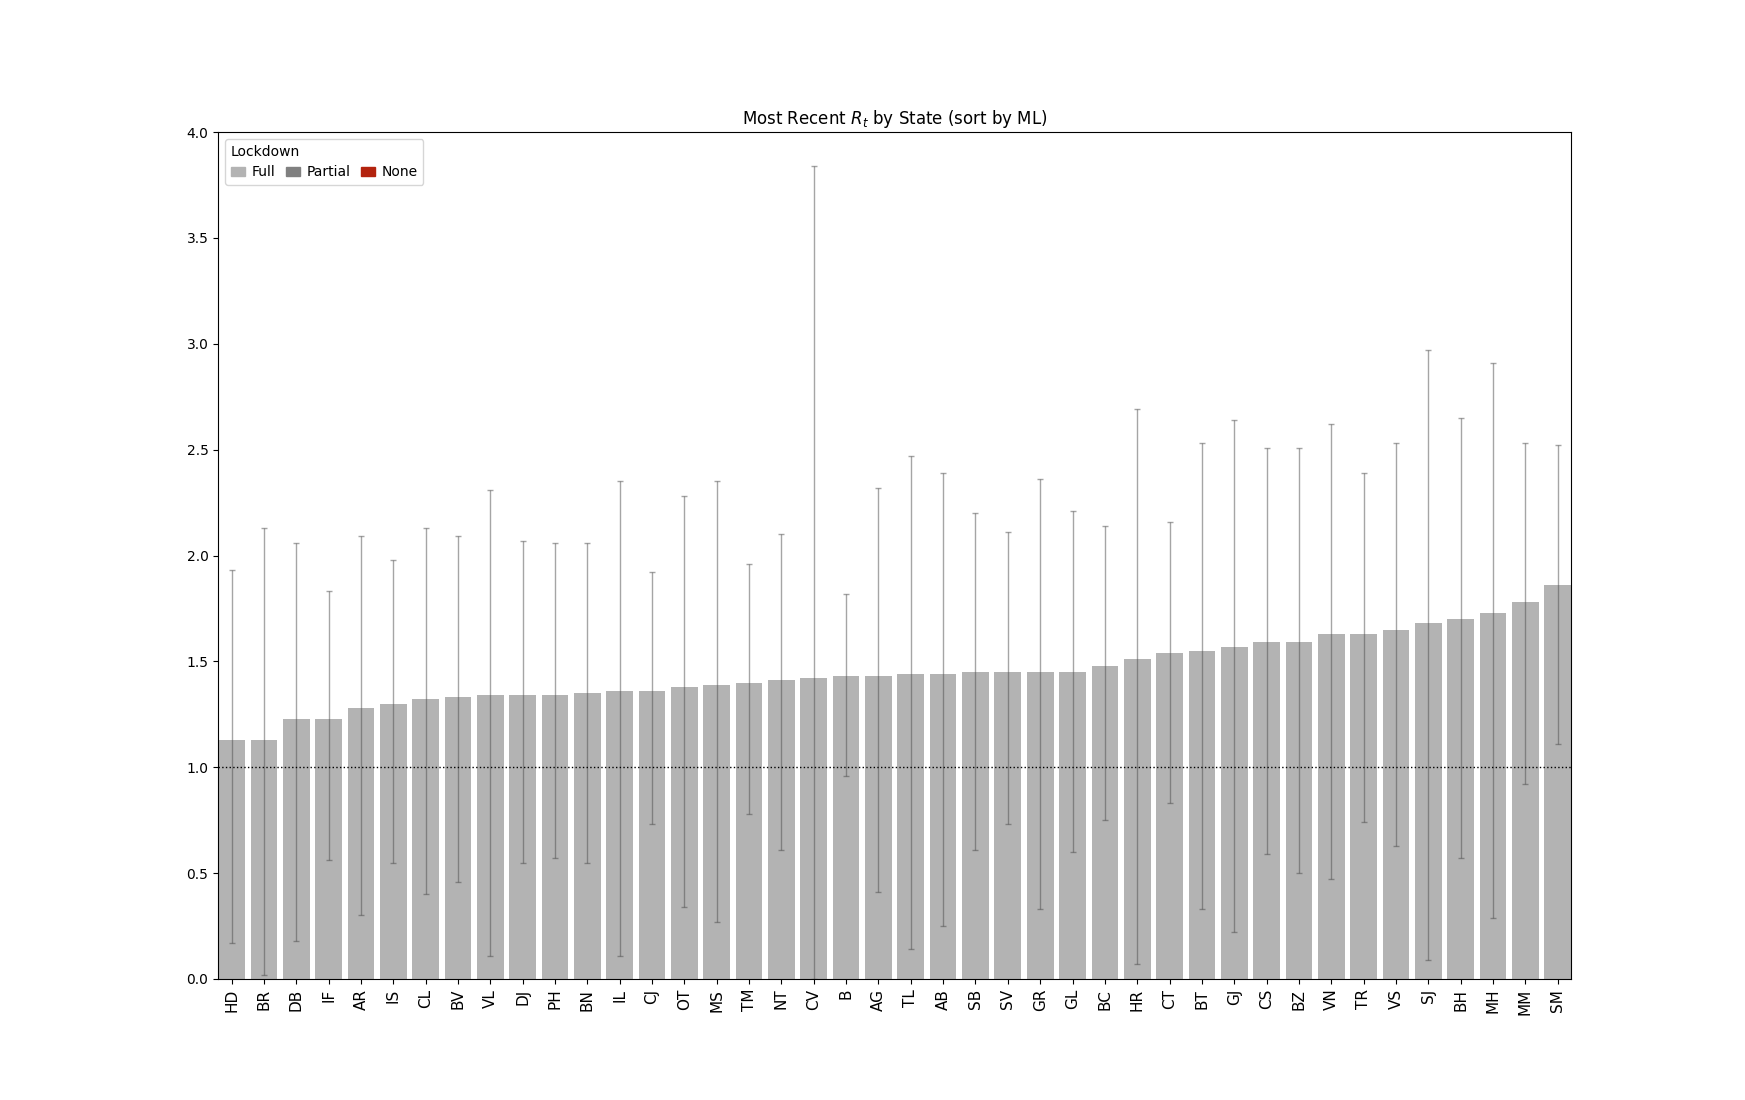 Most Recent R_t by State (sort by ML)
4.0
Lockdown
Full Partial None
3.5
3.0
2.5
2.0
1.5
1.0
0.5
0.0
HD BR DB IF AR IS CL BV VL DJ PH BN IL CJ OT MS TM NT CV B AG TL AB SB SV GR GL BC HR CT BT GJ CS BZ VN TR VS SJ BH MH MM SM